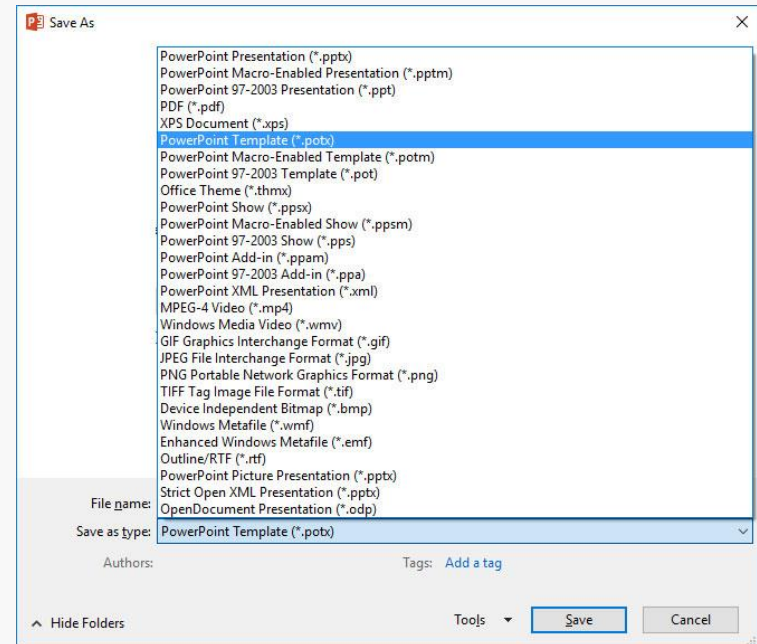 Save As
PowerPoint Presentation (*.pptx)
PowerPoint Macro-Enabled Presentation (*.pptm)
PowerPoint 97-2003 Presentation (*.ppt)
PDF (*.pdf)
XPS Document (*.xps)
PowerPoint Template (*.potx)
PowerPoint Macro-Enabled Template (*.potm)
PowerPoint 97-2003 Template (*.pot)
Office Theme (*.thmx)
PowerPoint Show (*.ppsx)
PowerPoint Macro-Enabled Show (*.ppsm)
PowerPoint 97-2003 Show (*.pps)
PowerPoint Add-in (*.ppam)
PowerPoint 97-2003 Add-in (*.ppa)
PowerPoint XML Presentation (*.xml)
MPEG-4 Video (*.mp4)
Windows Media Video (*.wmv)
GIF Graphics Interchange Format (*.gif)
JPEG File Interchange Format (*.jpg)
PNG Portable Network Graphics Format (*.png)
TIFF Tag Image File Format (*.tif)
Device Independent Bitmap (*.bmp)
Windows Metafile (*.wmf)
Enhanced Windows Metafile (*.emf)
Outline/RTF (*.rtf)
PowerPoint Picture Presentation (*.pptx)
Strict Open XML Presentation (*.pptx)
OpenDocument Presentation (*.odp)
File name:
Save as type: PowerPoint Template (*.potx)
Authors: Tags: Add a tag
Hide Folders Tools Save Cancel